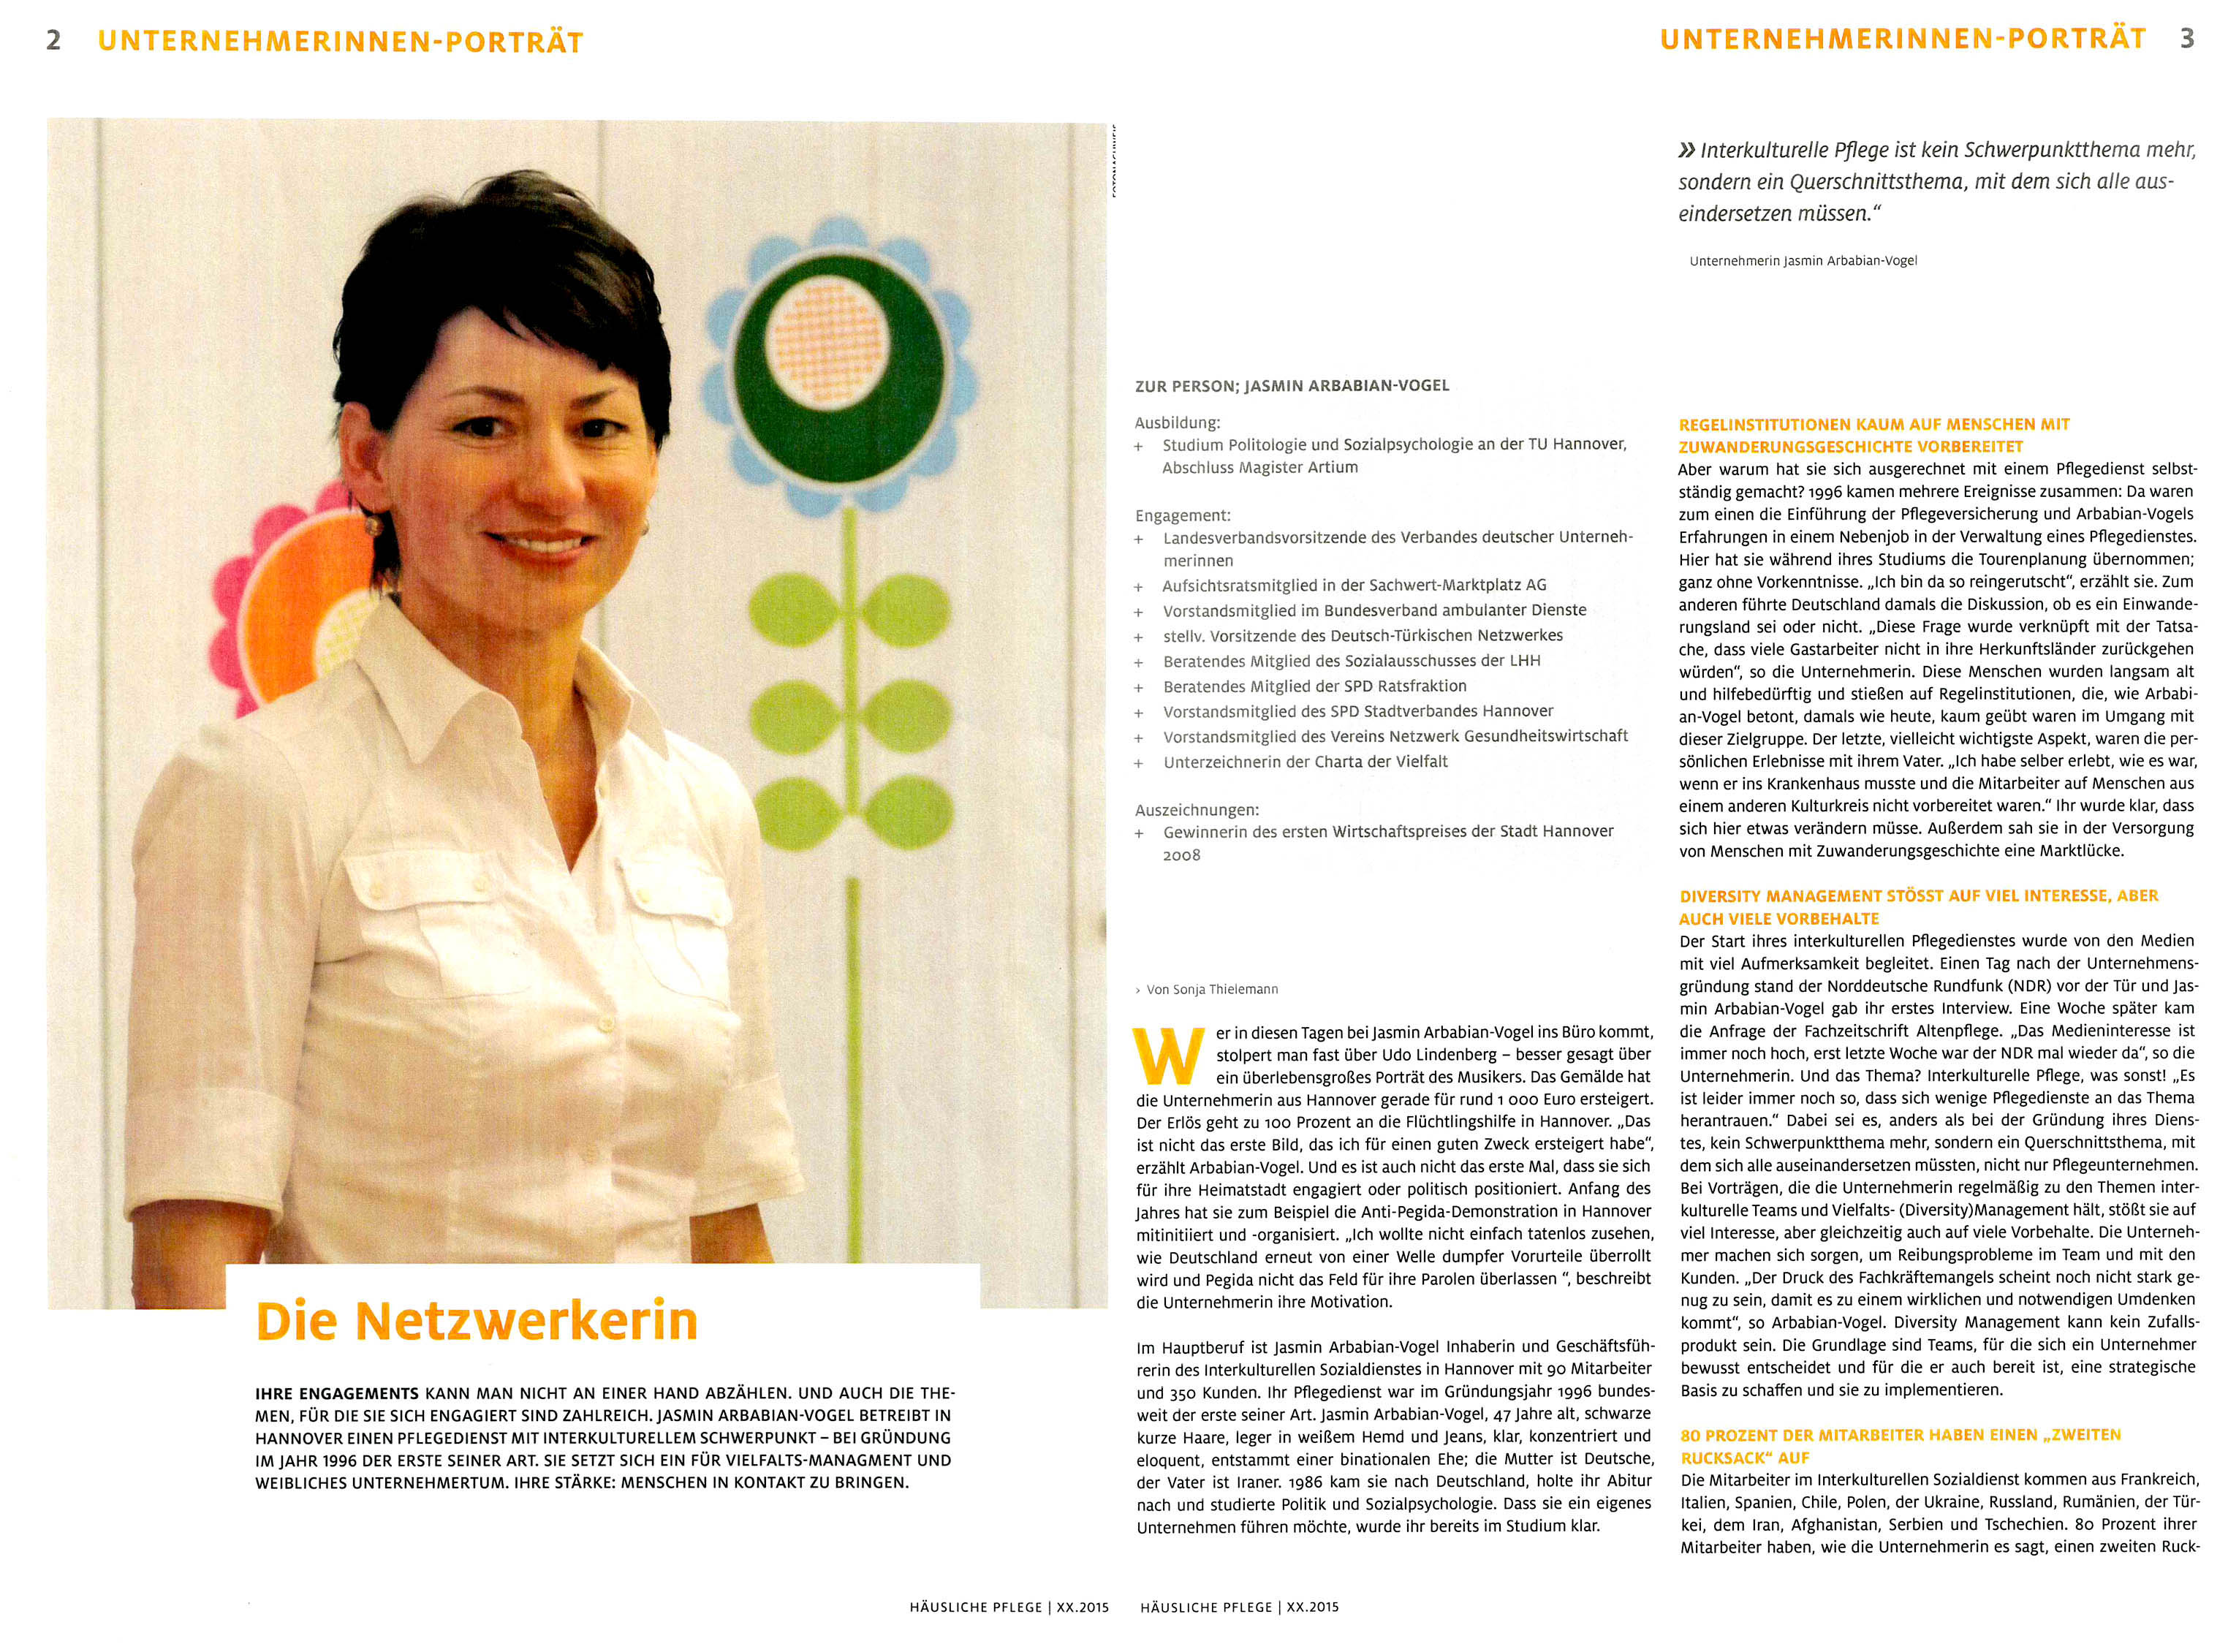 2 UNTERNEHMERINNEN-PORTRÄT
Die Netzwerkerin
IHRE ENGAGEMENTS KANN MAN NICHT AN EINER HAND ABZÄHLEN. UND AUCH DIE THE-
MEN, FÜR DIE SIE SICH ENGAGIERT SIND ZAHLREICH. JASMIN ARBABIAN-VOGEL BETREIBT IN
HANNOVER EINEN PFLEGEDIENST MIT INTERKULTURELLEM SCHWERPUNKT – BEI GRÜNDUNG
IM JAHR 1996 DER ERSTE SEINER ART. SIE SETZT SICH EIN FÜR VIELFALTS-MANAGMENT UND
WEIBLICHES UNTERNEHMERTUM. IHRE STÄRKE: MENSCHEN IN KONTAKT ZU BRINGEN.
HÄUSLICHE PFLEGE | XX.2015
UNTERNEHMERINNEN-PORTRÄT 3
ZUR PERSON; JASMIN ARBABIAN-VOGEL
Ausbildung:
+ Studium Politologie und Sozialpsychologie an der TU Hannover,
Abschluss Magister Artium
Engagement:
+ Landesverbandsvorsitzende des Verbandes deutscher Unterneh-
merinnen
+ Aufsichtsratsmitglied in der Sachwert-Marktplatz AG
+ Vorstandsmitglied im Bundesverband ambulanter Dienste
+ stellv. Vorsitzende des Deutsch-Türkischen Netzwerkes
+ Beratendes Mitglied des Sozialausschusses der LHH
+ Beratendes Mitglied der SPD Ratsfraktion
+ Vorstandsmitglied des SPD Stadtverbandes Hannover
+ Vorstandsmitglied des Vereins Netzwerk Gesundheitswirtschaft
+ Unterzeichnerin der Charta der Vielfalt
Auszeichnungen:
+ Gewinnerin des ersten Wirtschaftspreises der Stadt Hannover
2008
› Von Sonja Thielemann
Wer in diesen Tagen bei Jasmin Arbabian-Vogel ins Büro kommt,
stolpert man fast über Udo Lindenberg – besser gesagt über
ein überlebensgroßes Porträt des Musikers. Das Gemälde hat
die Unternehmerin aus Hannover gerade für rund 1 000 Euro ersteigert.
Der Erlös geht zu 100 Prozent an die Flüchtlingshilfe in Hannover. „Das
ist nicht das erste Bild, das ich für einen guten Zweck ersteigert habe“,
erzählt Arbabian-Vogel. Und es ist auch nicht das erste Mal, dass sie sich
für ihre Heimatstadt engagiert oder politisch positioniert. Anfang des
Jahres hat sie zum Beispiel die Anti-Pegida-Demonstration in Hannover
mitinitiiert und -organisiert. „Ich wollte nicht einfach tatenlos zusehen,
wie Deutschland erneut von einer Welle dumpfer Vorurteile überrollt
wird und Pegida nicht das Feld für ihre Parolen überlassen “, beschreibt
die Unternehmerin ihre Motivation.
Im Hauptberuf ist Jasmin Arbabian-Vogel Inhaberin und Geschäftsfüh-
rerin des Interkulturellen Sozialdienstes in Hannover mit 90 Mitarbeiter
und 350 Kunden. Ihr Pflegedienst war im Gründungsjahr 1996 bundes-
weit der erste seiner Art. Jasmin Arbabian-Vogel, 47 Jahre alt, schwarze
kurze Haare, leger in weißem Hemd und Jeans, klar, konzentriert und
eloquent, entstammt einer binationalen Ehe; die Mutter ist Deutsche,
der Vater ist Iraner. 1986 kam sie nach Deutschland, holte ihr Abitur
nach und studierte Politik und Sozialpsychologie. Dass sie ein eigenes
Unternehmen führen möchte, wurde ihr bereits im Studium klar.
» Interkulturelle Pflege ist kein Schwerpunktthema mehr,
sondern ein Querschnittsthema, mit dem sich alle aus-
eindersetzen müssen.“
Unternehmerin Jasmin Arbabian-Vogel
REGELINSTITUTIONEN KAUM AUF MENSCHEN MIT
ZUWANDERUNGSGESCHICHTE VORBEREITET
Aber warum hat sie sich ausgerechnet mit einem Pflegedienst selbst-
ständig gemacht? 1996 kamen mehrere Ereignisse zusammen: Da waren
zum einen die Einführung der Pflegeversicherung und Arbabian-Vogels
Erfahrungen in einem Nebenjob in der Verwaltung eines Pflegedienstes.
Hier hat sie während ihres Studiums die Tourenplanung übernommen;
ganz ohne Vorkenntnisse. „Ich bin da so reingerutscht“, erzählt sie. Zum
anderen führte Deutschland damals die Diskussion, ob es ein Einwande-
rungsland sei oder nicht. „Diese Frage wurde verknüpft mit der Tatsa-
che, dass viele Gastarbeiter nicht in ihre Herkunftsländer zurückgehen
würden“, so die Unternehmerin. Diese Menschen wurden langsam alt
und hilfebedürftig und stießen auf Regelinstitutionen, die, wie Arbabi-
an-Vogel betont, damals wie heute, kaum geübt waren im Umgang mit
dieser Zielgruppe. Der letzte, vielleicht wichtigste Aspekt, waren die per-
sönlichen Erlebnisse mit ihrem Vater. „Ich habe selber erlebt, wie es war,
wenn er ins Krankenhaus musste und die Mitarbeiter auf Menschen aus
einem anderen Kulturkreis nicht vorbereitet waren.“ Ihr wurde klar, dass
sich hier etwas verändern müsse. Außerdem sah sie in der Versorgung
von Menschen mit Zuwanderungsgeschichte eine Marktlücke.
DIVERSITY MANAGEMENT STÖSST AUF VIEL INTERESSE, ABER
AUCH VIELE VORBEHALTE
Der Start ihres interkulturellen Pflegedienstes wurde von den Medien
mit viel Aufmerksamkeit begleitet. Einen Tag nach der Unternehmens-
gründung stand der Norddeutsche Rundfunk (NDR) vor der Tür und Jas-
min Arbabian-Vogel gab ihr erstes Interview. Eine Woche später kam
die Anfrage der Fachzeitschrift Altenpflege. „Das Medieninteresse ist
immer noch hoch, erst letzte Woche war der NDR mal wieder da“, so die
Unternehmerin. Und das Thema? Interkulturelle Pflege, was sonst! „Es
ist leider immer noch so, dass sich wenige Pflegedienste an das Thema
herantrauen.“ Dabei sei es, anders als bei der Gründung ihres Diens-
tes, kein Schwerpunktthema mehr, sondern ein Querschnittsthema, mit
dem sich alle auseinandersetzen müssten, nicht nur Pflegeunternehmen.
Bei Vorträgen, die die Unternehmerin regelmäßig zu den Themen inter-
kulturelle Teams und Vielfalts- (Diversity)Management hält, stößt sie auf
viel Interesse, aber gleichzeitig auch auf viele Vorbehalte. Die Unterneh-
mer machen sich sorgen, um Reibungsprobleme im Team und mit den
Kunden. „Der Druck des Fachkräftemangels scheint noch nicht stark ge-
nug zu sein, damit es zu einem wirklichen und notwendigen Umdenken
kommt“, so Arbabian-Vogel. Diversity Management kann kein Zufalls-
produkt sein. Die Grundlage sind Teams, für die sich ein Unternehmer
bewusst entscheidet und für die er auch bereit ist, eine strategische
Basis zu schaffen und sie zu implementieren.
80 PROZENT DER MITARBEITER HABEN EINEN „ZWEITEN
RUCKSACK“ AUF
Die Mitarbeiter im Interkulturellen Sozialdienst kommen aus Frankreich,
Italien, Spanien, Chile, Polen, der Ukraine, Russland, Rumänien, der Tür-
kei, dem Iran, Afghanistan, Serbien und Tschechien. 80 Prozent ihrer
Mitarbeiter haben, wie die Unternehmerin es sagt, einen zweiten Ruck-
HÄUSLICHE PFLEGE | XX.2015